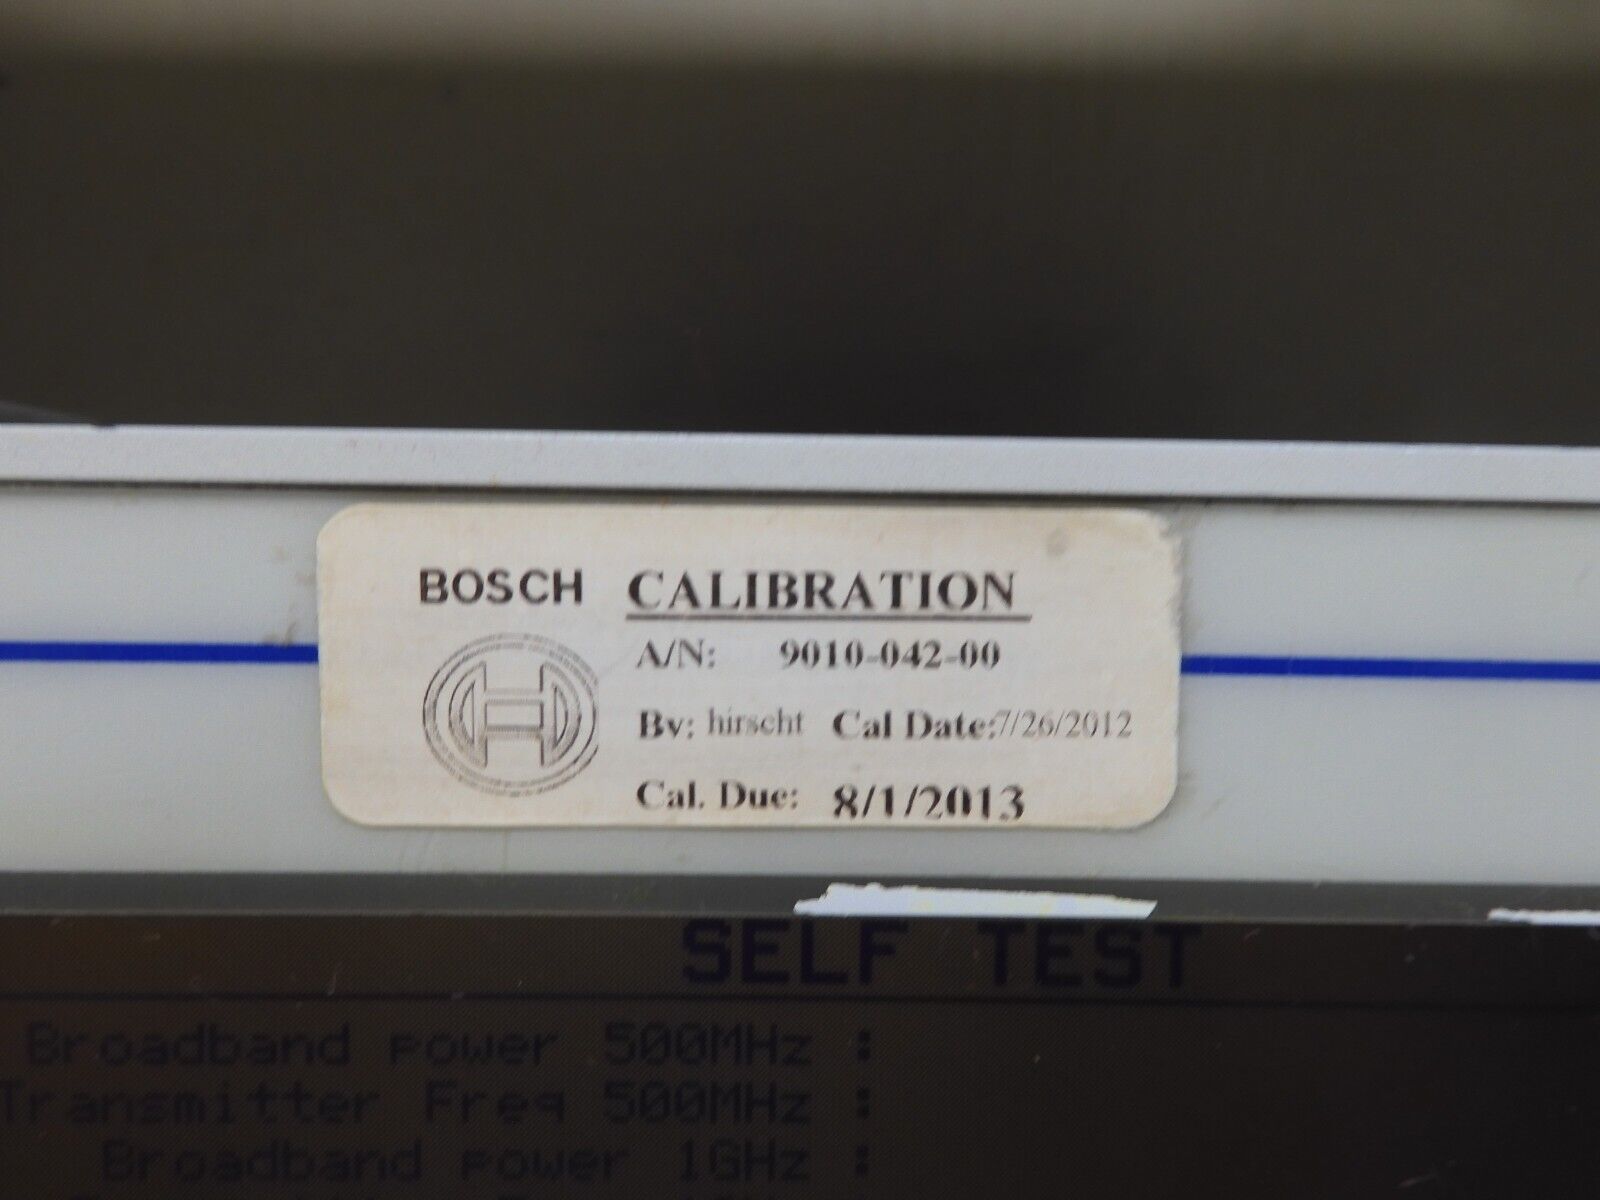 BOSCH CALIBRATION
A/N: 9010-042-00
By: hirscht Cal Date:7/26/2012
Cal. Due: 8/1/2013
SELF TEST
Broadband power 500MHz :
Transmitter Freq 500MHz :
Broadband power 1GHz :